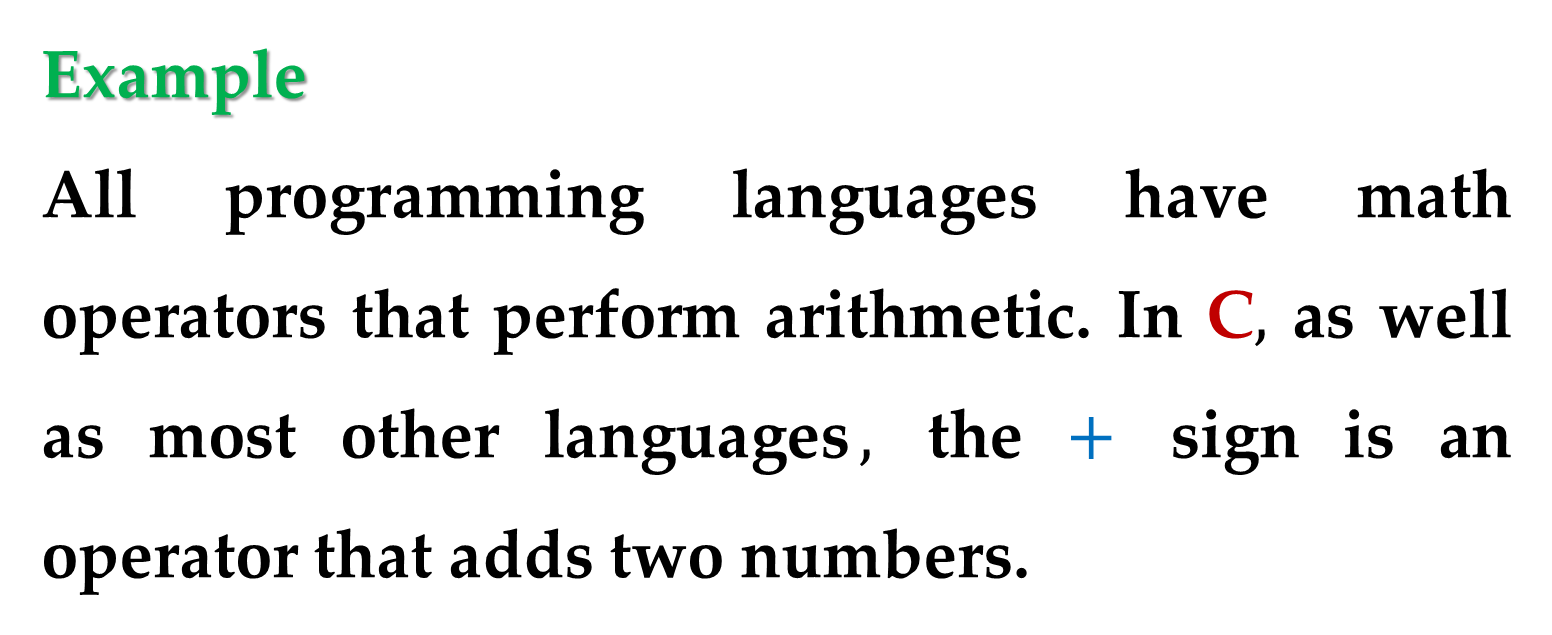 Example
All programming languages have math
operators that perform arithmetic. In C, as well
as most other languages, the + sign is an
operator that adds two numbers.